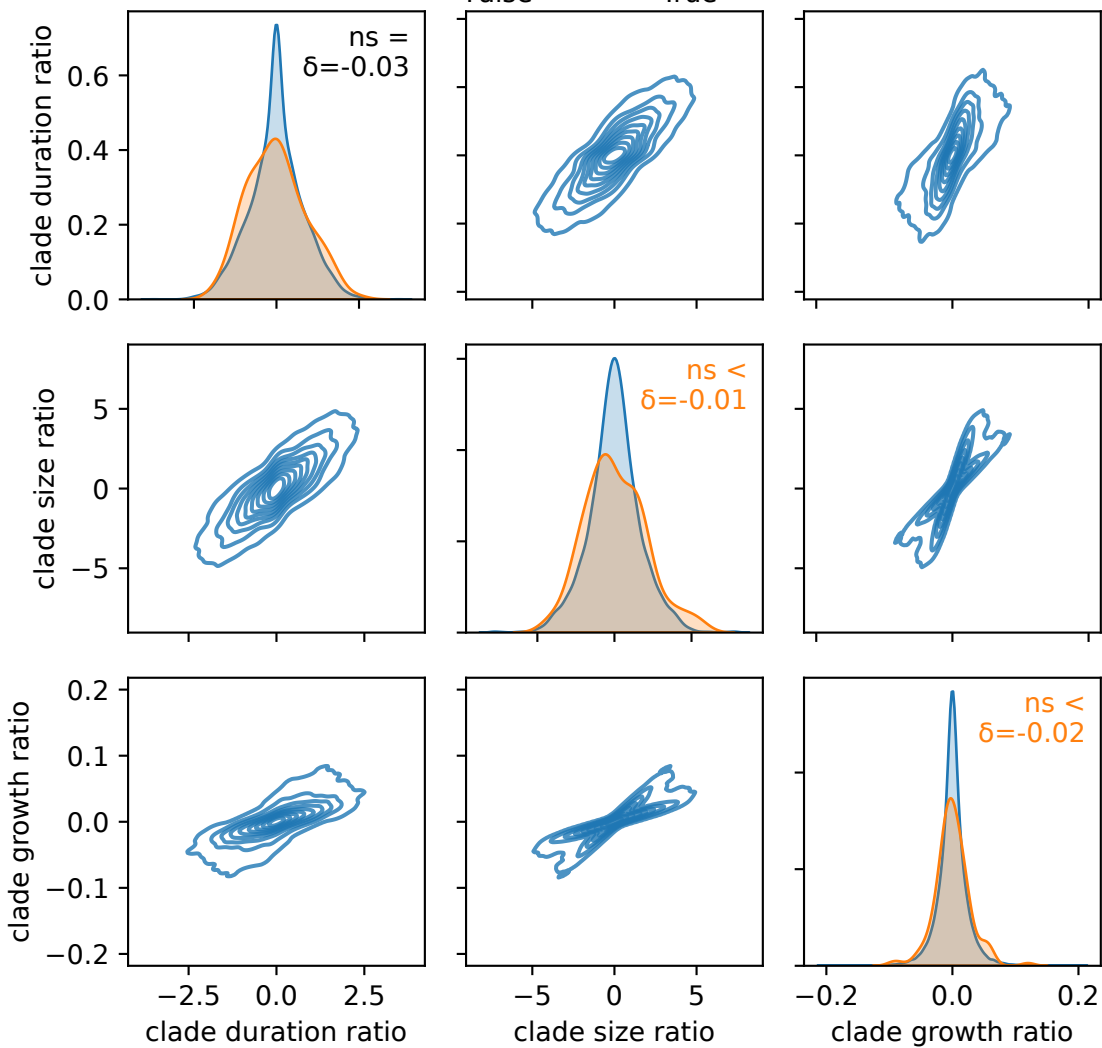 clade duration ratio
0.6
0.4
0.2
0.0
ns =
δ=-0.03
clade size ratio
5
0
−5
ns <
δ=-0.01
clade growth ratio
0.2
0.1
0.0
−0.1
−0.2
ns <
δ=-0.02
−2.5
0.0
2.5
−5
0
5
−0.2
0.0
0.2
clade duration ratio
clade size ratio
clade growth ratio